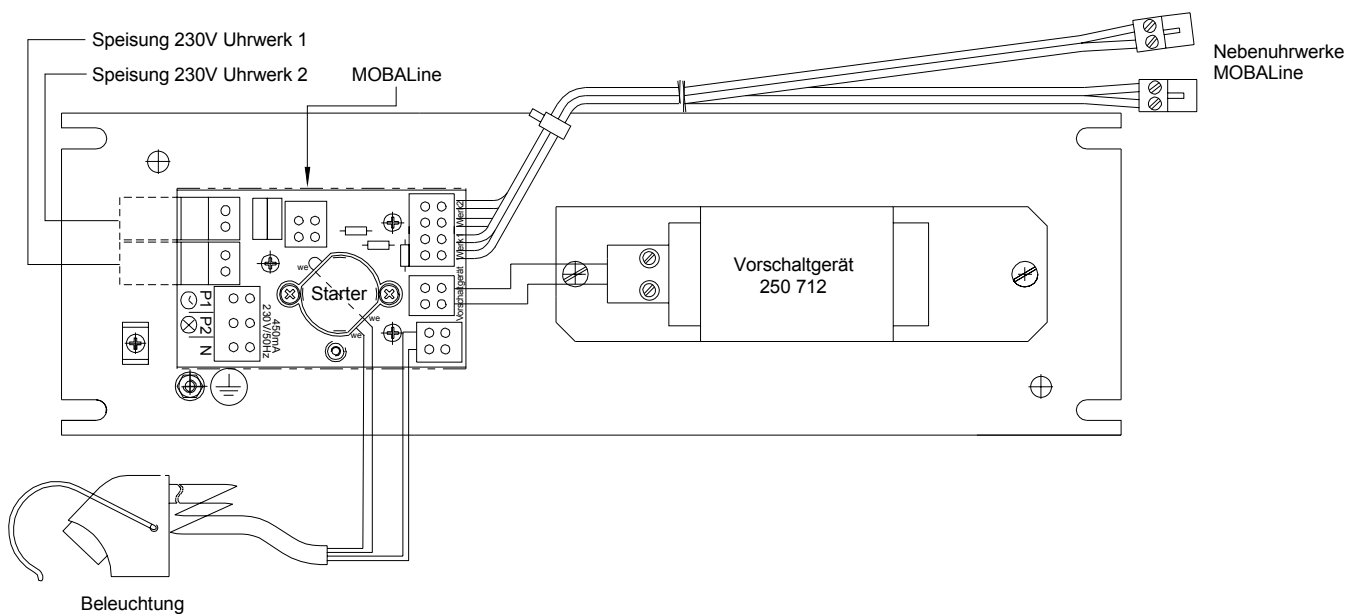 Speisung 230V Uhrwerk 1
Speisung 230V Uhrwerk 2
MOBALine
Nebenuhrwerke
MOBALine
Werk2
Werk1
we
Starter
Vorschaltgerät
Vorschaltgerät
250 712
P1
P2
N
450mA
230V/50Hz
we
we
Beleuchtung